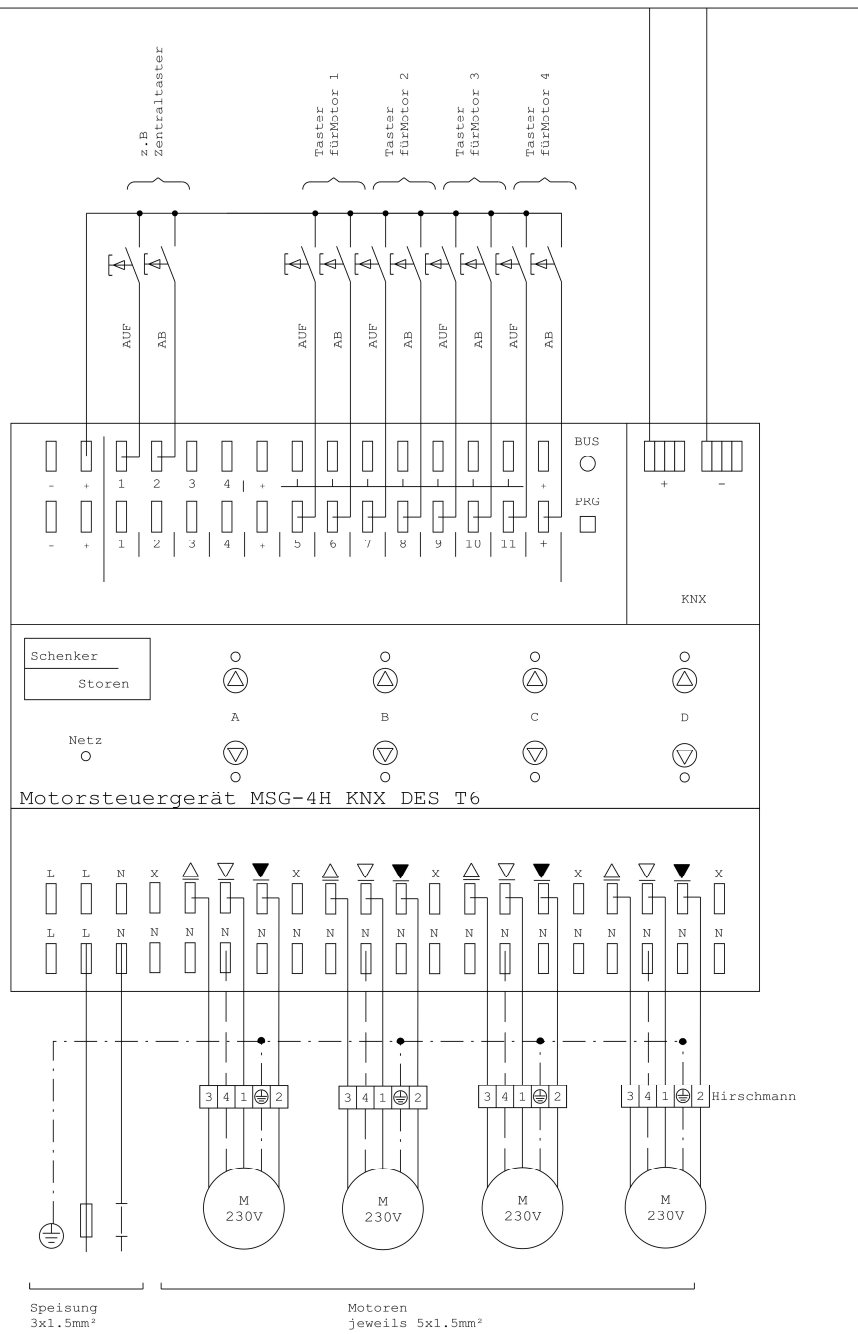 z.B
Zentraltaster
Taster
fürMotor 1
Taster
fürMotor 2
Taster
fürMotor 3
Taster
fürMotor 4
AUF AB AUF AB AUF AB AUF AB AUF AB
BUS
- + 1 2 3 4 + + + -
PRG
- + 1 2 3 4 + 5 6 7 8 9 10 11 +
KNX
Schenker
Storen
A B C D
Netz
Motorsteuergerät MSG-4H KNX DES T6
L L N X X X X X
L L N N N N N N N N N N N N N N N N N N N N
3 4 1 2 3 4 1 2 3 4 1 2 3 4 1 2 Hirschmann
M M M M
230V 230V 230V 230V
Speisung
3x1.5mm²
Motoren
jeweils 5x1.5mm²